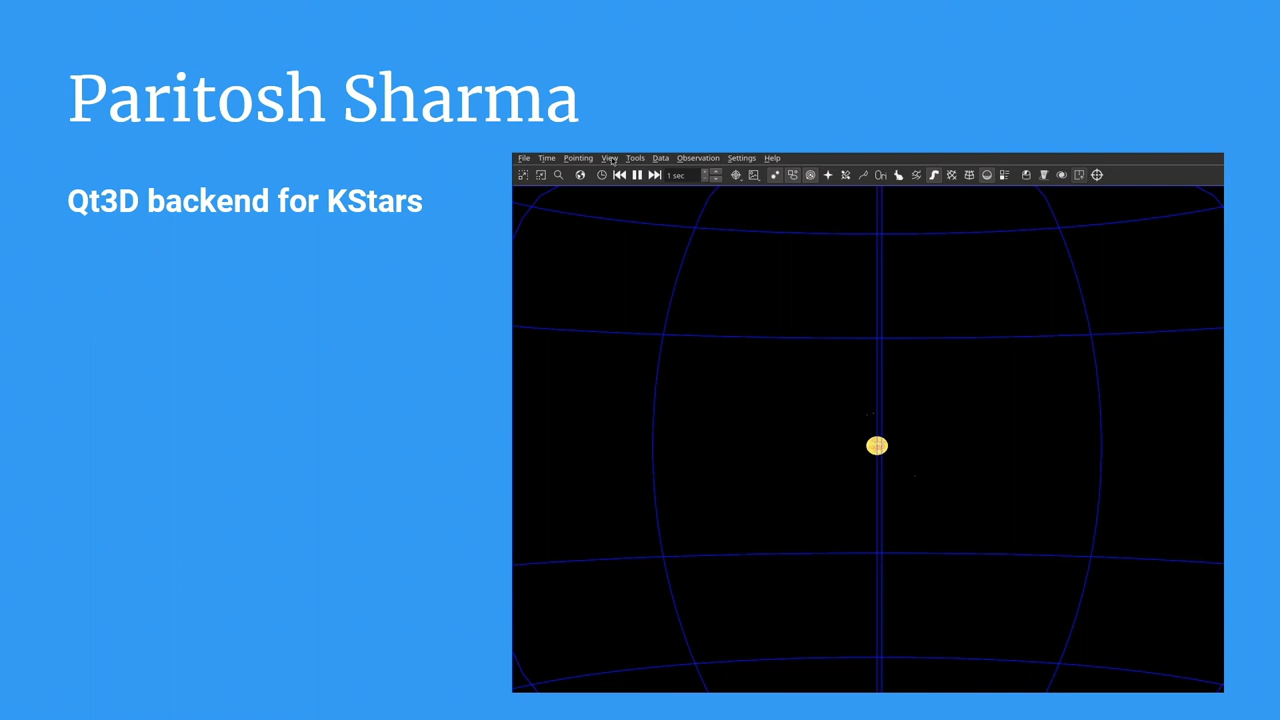 Paritosh Sharma
Qt3D backend for KStars
File Time Pointing View Tools Data Observation Settings Help
1 sec